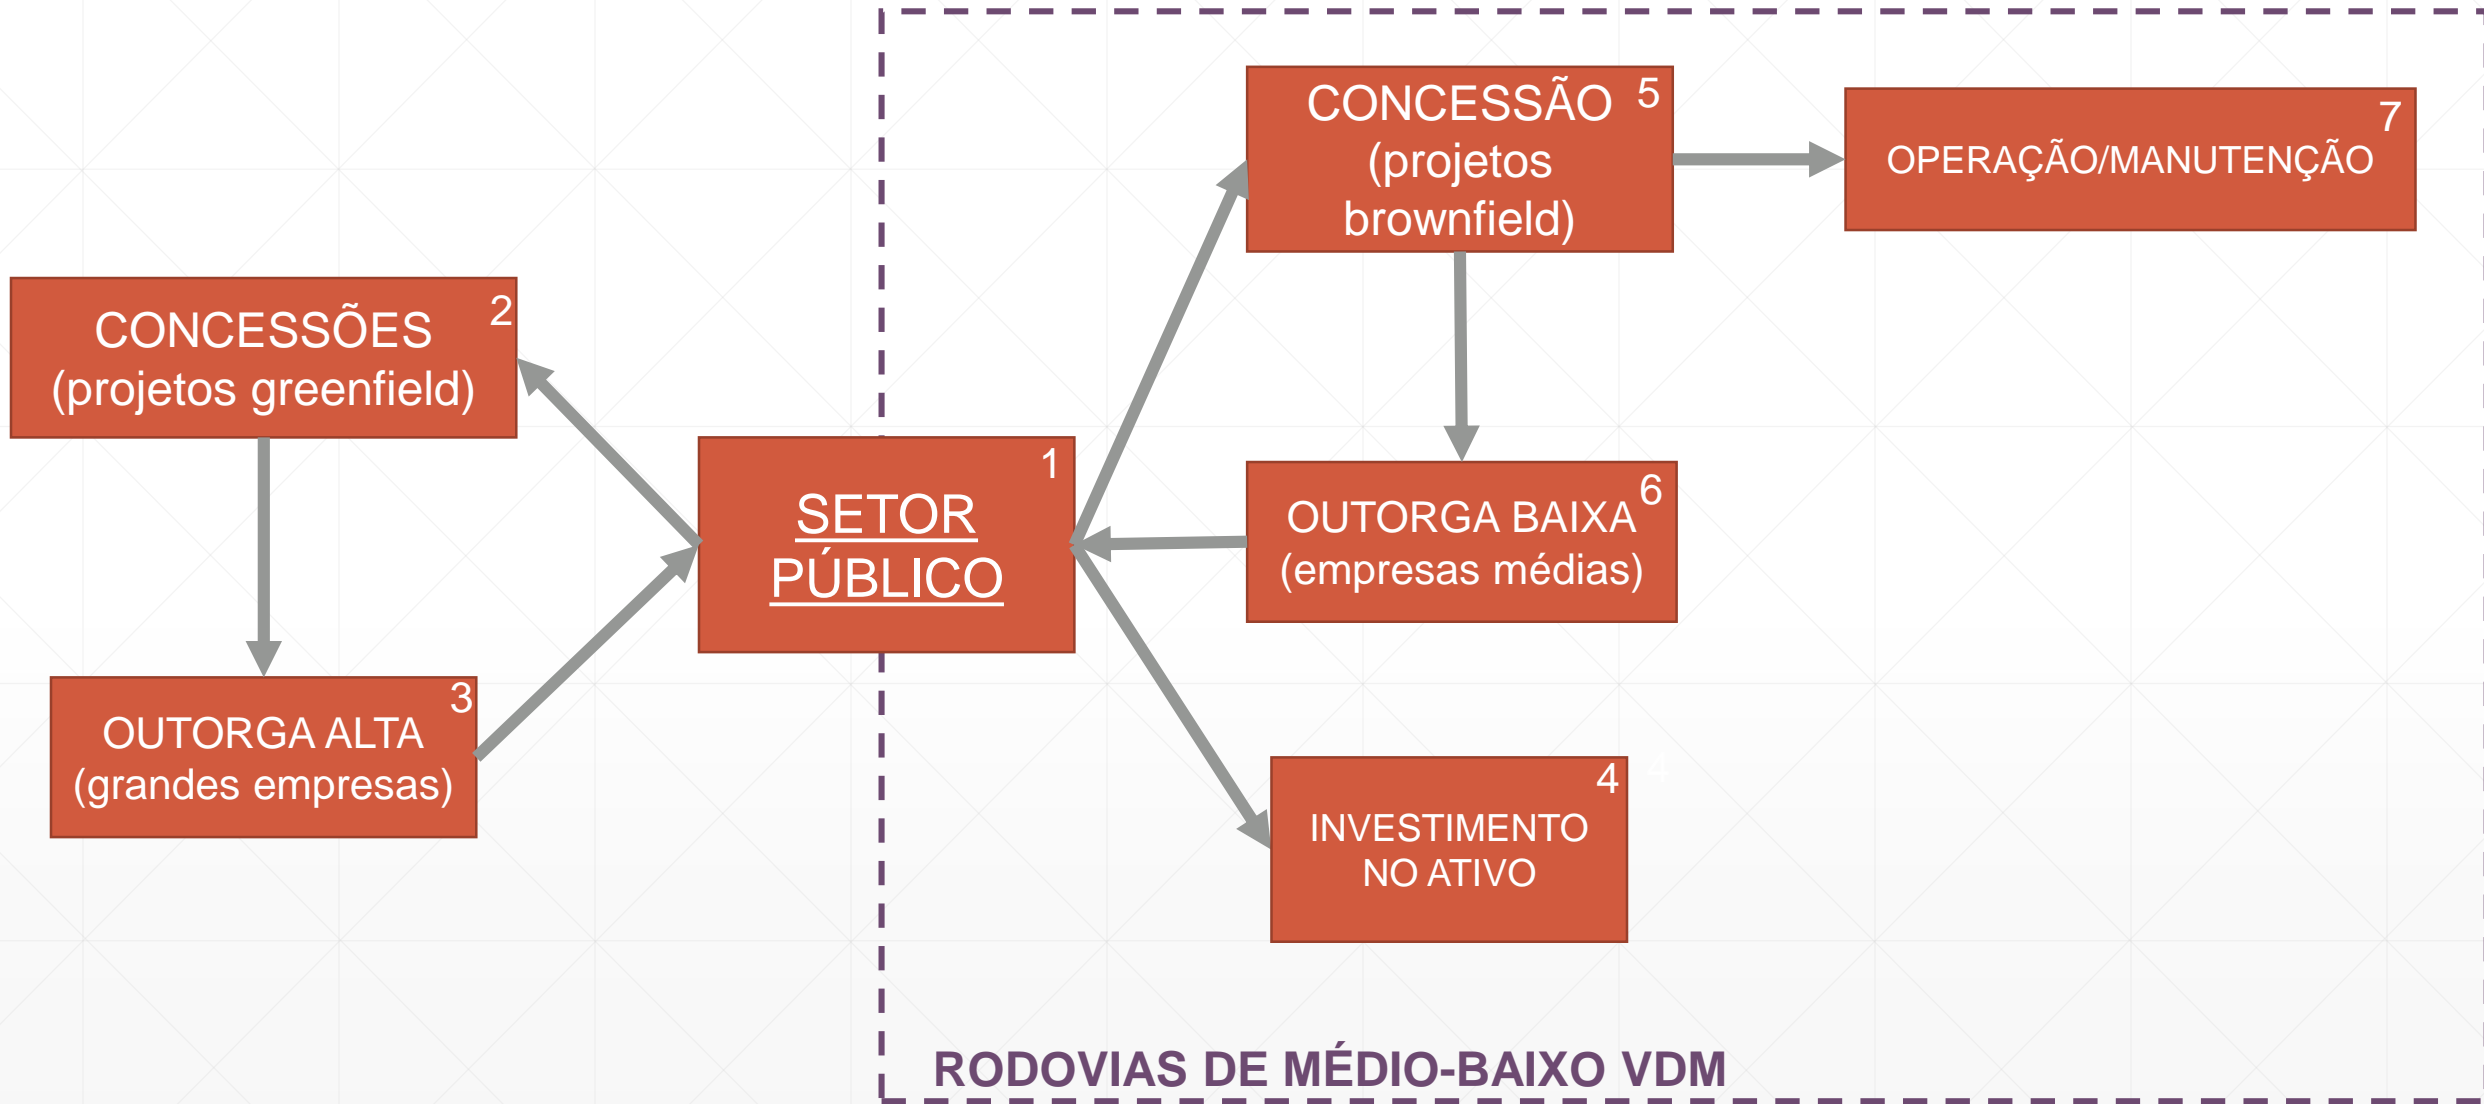 CONCESSÃO
(projetos
brownfield)
5
OPERAÇÃO/MANUTENÇÃO
7
CONCESSÕES
(projetos greenfield)
2
SETOR
PÚBLICO
1
OUTORGA BAIXA
(empresas médias)
6
OUTORGA ALTA
(grandes empresas)
3
INVESTIMENTO
NO ATIVO
4
4
RODOVIAS DE MÉDIO-BAIXO VDM